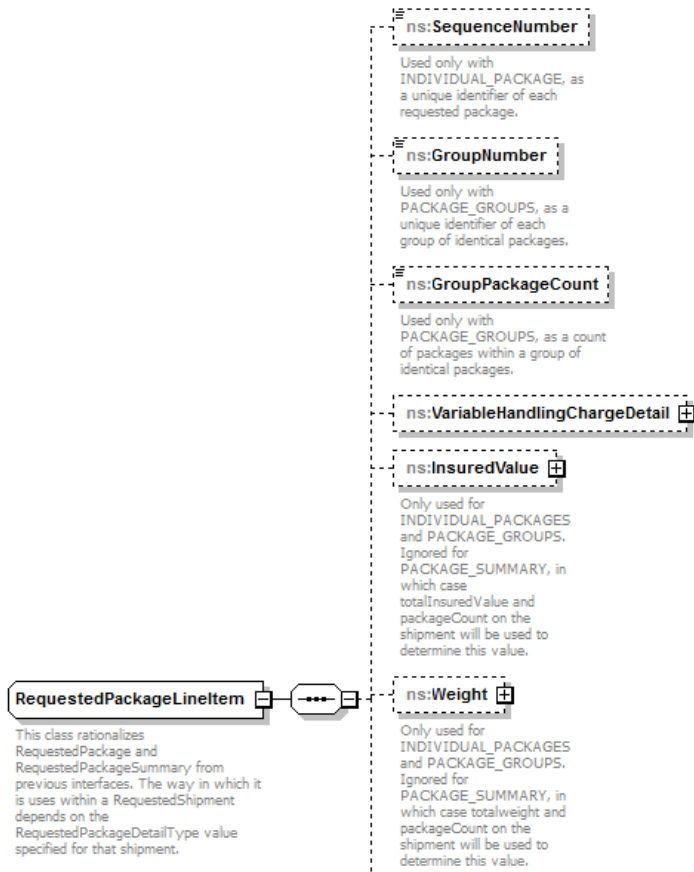 ns:SequenceNumber
Used only with
INDIVIDUAL_PACKAGE, as
a unique identifier of each
requested package.
ns:GroupNumber
Used only with
PACKAGE_GROUPS, as a
unique identifier of each
group of identical packages.
ns:GroupPackageCount
Used only with
PACKAGE_GROUPS, as a count
of packages within a group of
identical packages.
ns:VariableHandlingChargeDetail
ns:InsuredValue
Only used for
INDIVIDUAL_PACKAGES
and PACKAGE_GROUPS.
Ignored for
PACKAGE_SUMMARY, in
which case
totalInsuredValue and
packageCount on the
shipment will be used to
determine this value.
RequestedPackageLineItem
This class rationalizes
RequestedPackage and
RequestedPackageSummary from
previous interfaces. The way in which it
is uses within a RequestedShipment
depends on the
RequestedPackageDetailType value
specified for that shipment.
ns:Weight
Only used for
INDIVIDUAL_PACKAGES
and PACKAGE_GROUPS.
Ignored for
PACKAGE_SUMMARY, in
which case totalweight and
packageCount on the
shipment will be used to
determine this value.